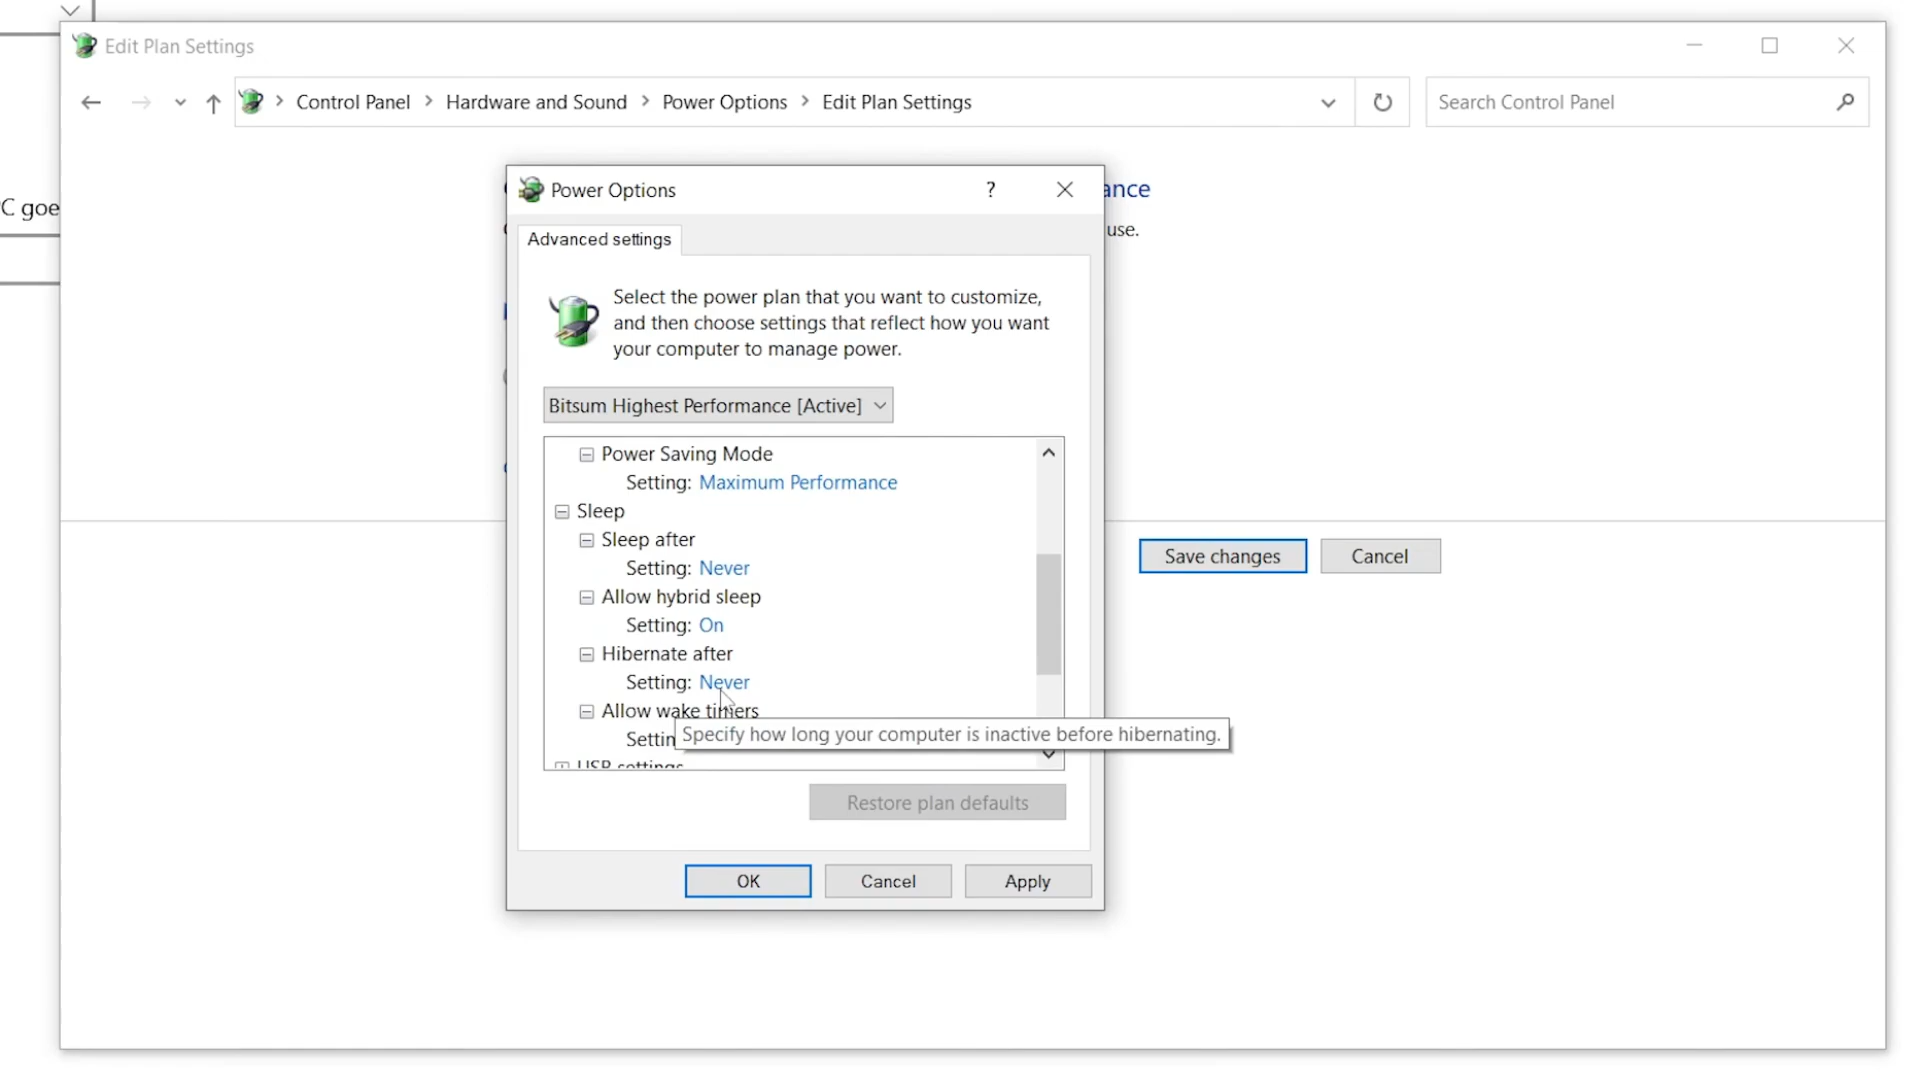 Edit Plan Settings
Control Panel > Hardware and Sound > Power Options > Edit Plan Settings
Search Control Panel
PC goe
ance
use.
Power Options
?
Advanced settings
Select the power plan that you want to customize,
and then choose settings that reflect how you want
your computer to manage power.
Bitsum Highest Performance [Active]
Power Saving Mode
Setting: Maximum Performance
Sleep
Sleep after
Setting: Never
Allow hybrid sleep
Setting: On
Hibernate after
Setting: Never
Allow wake timers
Settin
Specify how long your computer is inactive before hibernating.
USB settings
Restore plan defaults
OK
Cancel
Apply
Save changes
Cancel